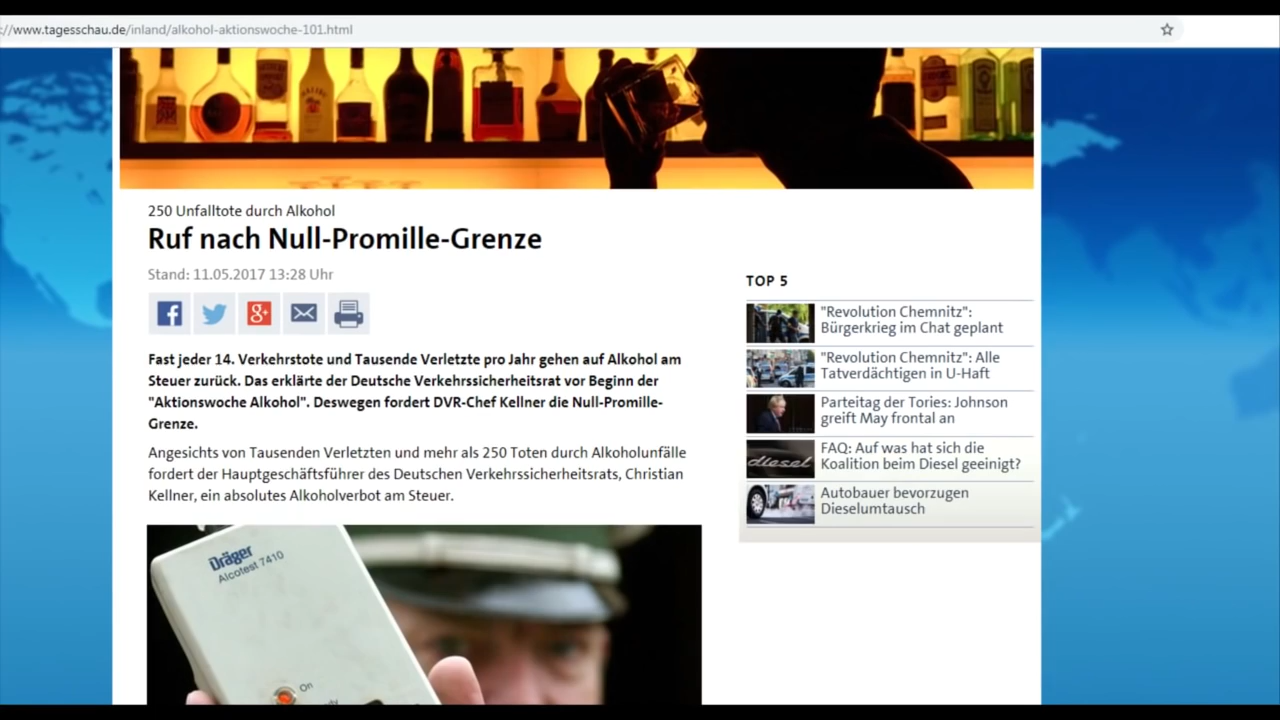 ://www.tagesschau.de/inland/alkohol-aktionswoche-101.html
250 Unfalltote durch Alkohol
Ruf nach Null-Promille-Grenze
Stand: 11.05.2017 13:28 Uhr
Fast jeder 14. Verkehrstote und Tausende Verletzte pro Jahr gehen auf Alkohol am
Steuer zurück. Das erklärte der Deutsche Verkehrssicherheitsrat vor Beginn der
"Aktionswoche Alkohol". Deswegen fordert DVR-Chef Kellner die Null-Promille-
Grenze.
Angesichts von Tausenden Verletzten und mehr als 250 Toten durch Alkoholunfälle
fordert der Hauptgeschäftsführer des Deutschen Verkehrssicherheitsrats, Christian
Kellner, ein absolutes Alkoholverbot am Steuer.
Dräger
Alcotest 7410
On
TOP 5
"Revolution Chemnitz":
Bürgerkrieg im Chat geplant
"Revolution Chemnitz": Alle
Tatverdächtigen in U-Haft
Parteitag der Tories: Johnson
greift May frontal an
diesel
FAQ: Auf was hat sich die
Koalition beim Diesel geeinigt?
Autobauer bevorzugen
Dieselumtausch